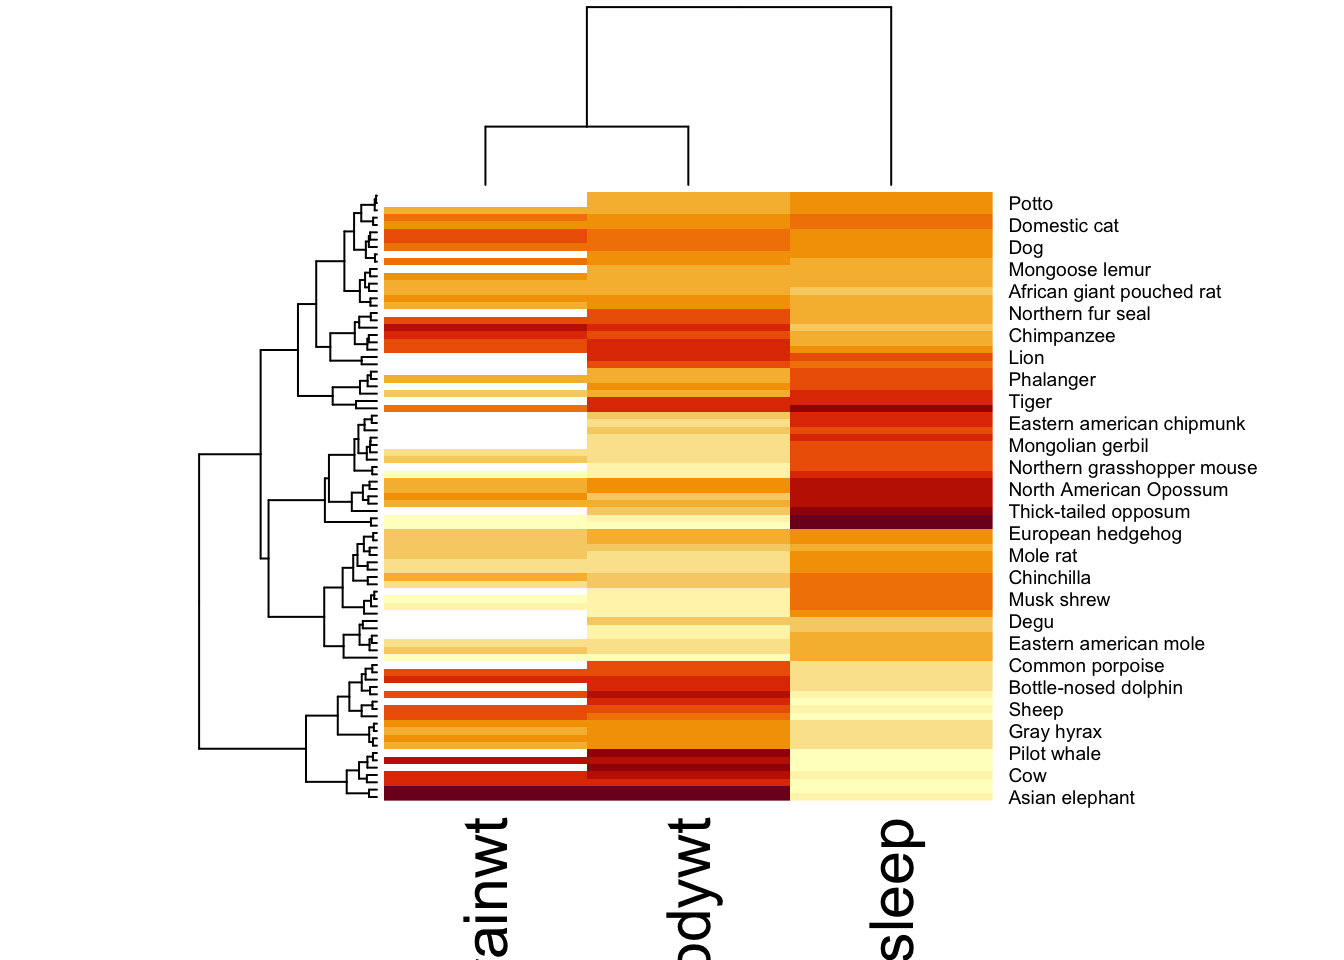 Potto
Domestic cat
Dog
Mongoose lemur
African giant pouched rat
Northern fur seal
Chimpanzee
Lion
Phalanger
Tiger
Eastern american chipmunk
Mongolian gerbil
Northern grasshopper mouse
North American Opossum
Thick-tailed opposum
European hedgehog
Mole rat
Chinchilla
Musk shrew
Degu
Eastern american mole
Common porpoise
Bottle-nosed dolphin
Sheep
Gray hyrax
Pilot whale
Cow
Asian elephant
ainwt
odywt
sleep